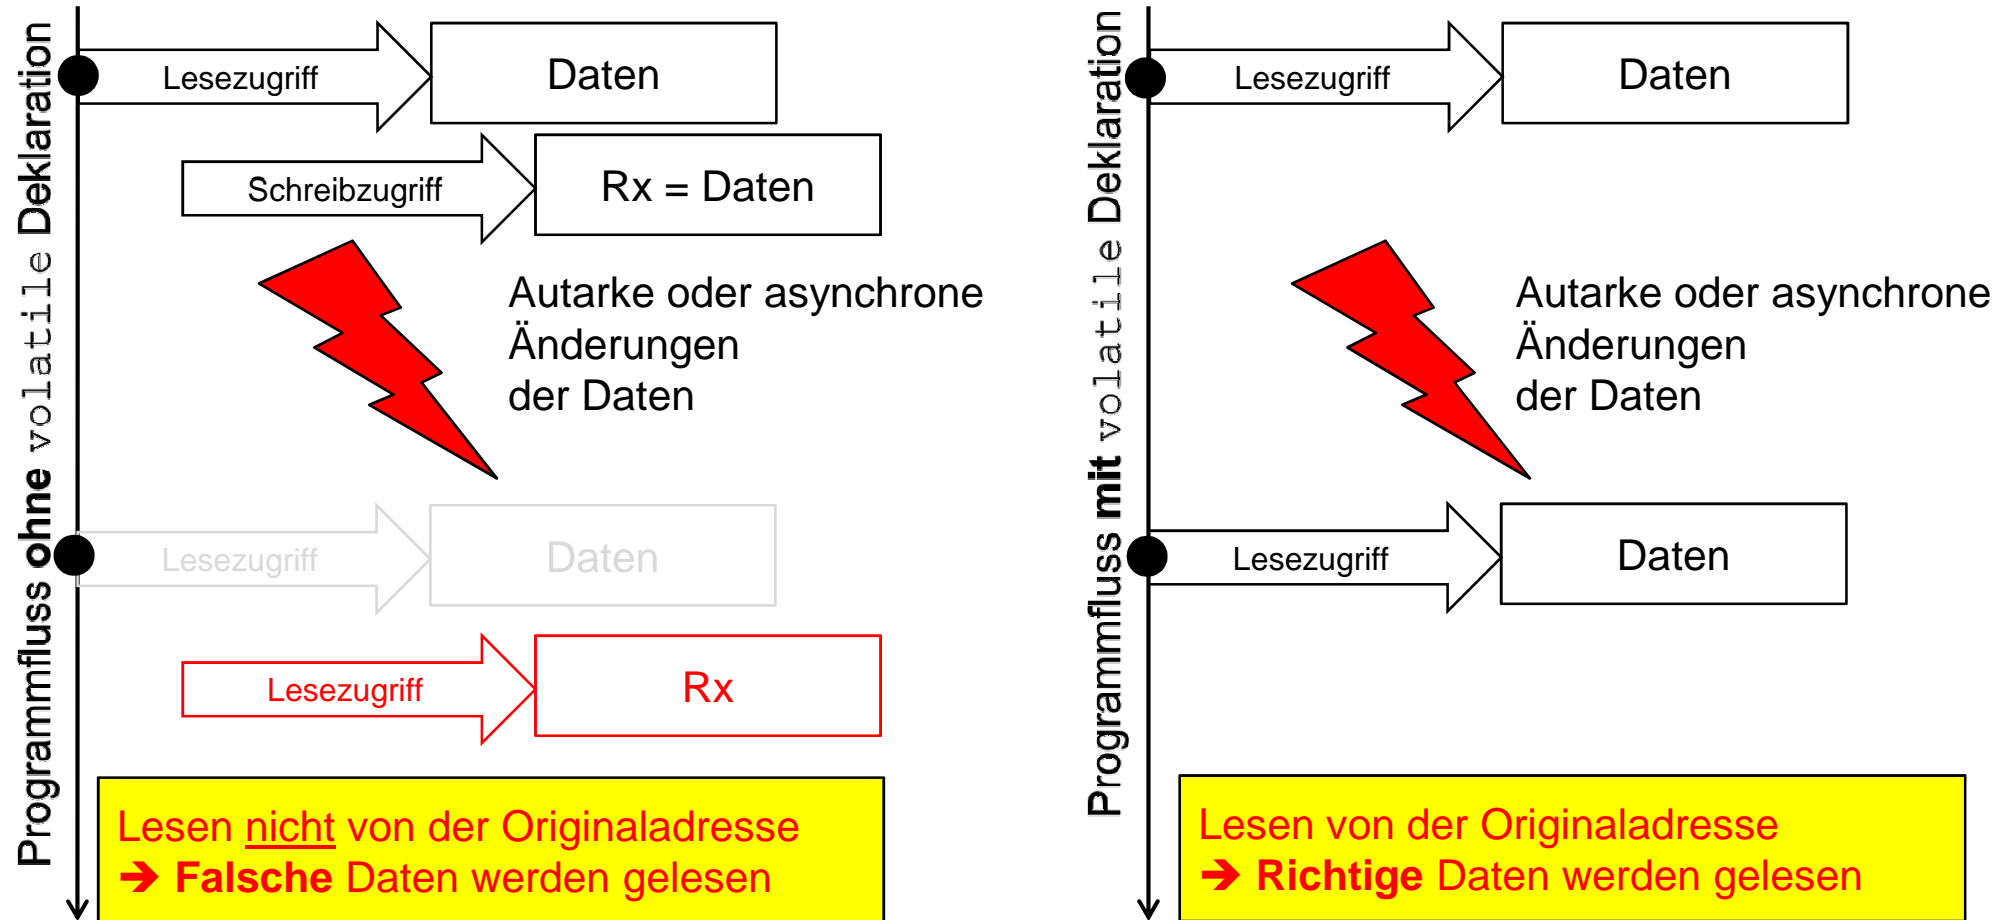 Programmfluss ohne volatile Deklaration
Lesezugriff
Daten
Schreibzugriff
Rx = Daten
Autarke oder asynchrone
Änderungen
der Daten
Lesezugriff
Daten
Lesezugriff
Rx
Lesen nicht von der Originaladresse
➔ Falsche Daten werden gelesen
Programmfluss mit volatile Deklaration
Lesezugriff
Daten
Autarke oder asynchrone
Änderungen
der Daten
Lesezugriff
Daten
Lesen von der Originaladresse
➔ Richtige Daten werden gelesen